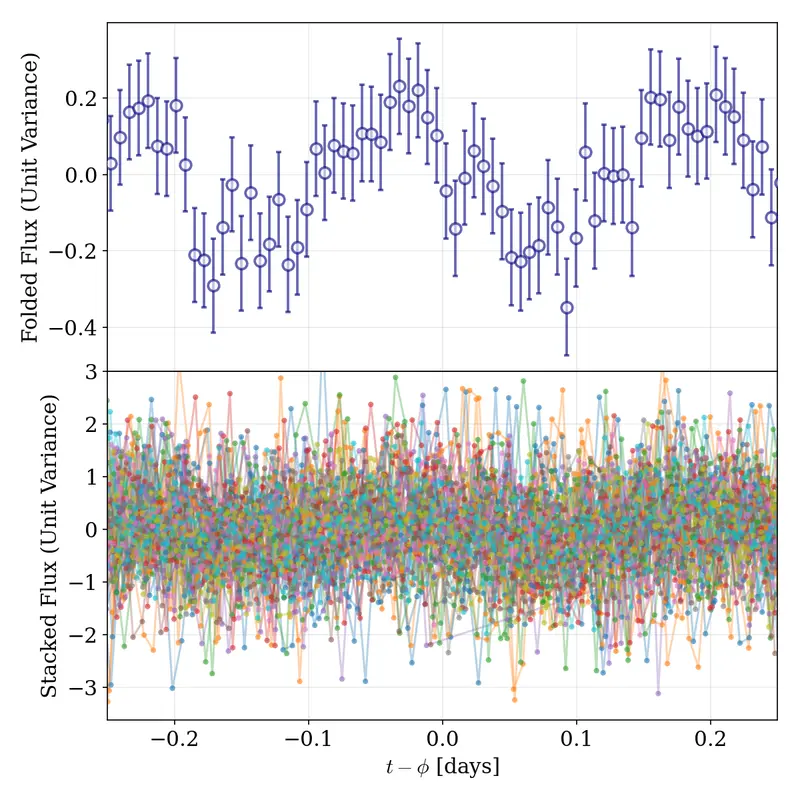 Folded Flux (Unit Variance)
0.2
0.0
−0.2
−0.4
Stacked Flux (Unit Variance)
3
2
1
0
−1
−2
−3
−0.2 −0.1 0.0 0.1 0.2
t − ϕ [days]